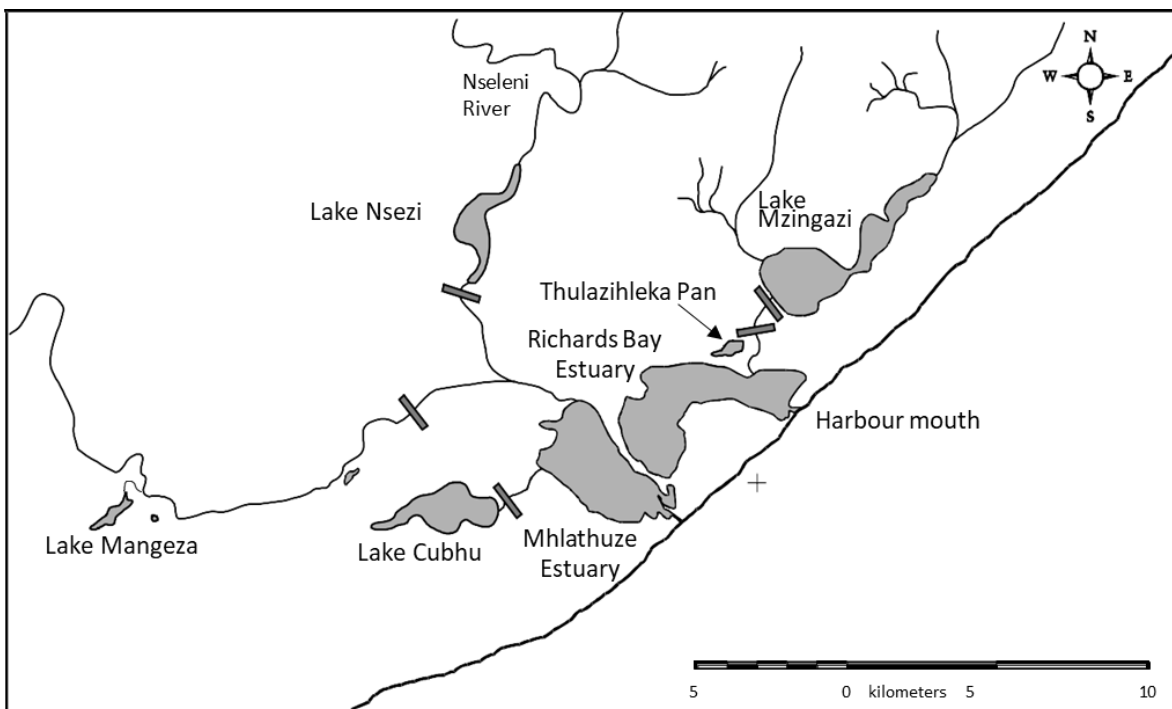 N
W E
S
Nseleni
River
Lake Nsezi
Lake
Mzingazi
Thulazihleka Pan
Richards Bay
Estuary
Harbour mouth
Lake Mangeza
Lake Cubhu
Mhlathuze
Estuary
5 0 kilometers 5 10